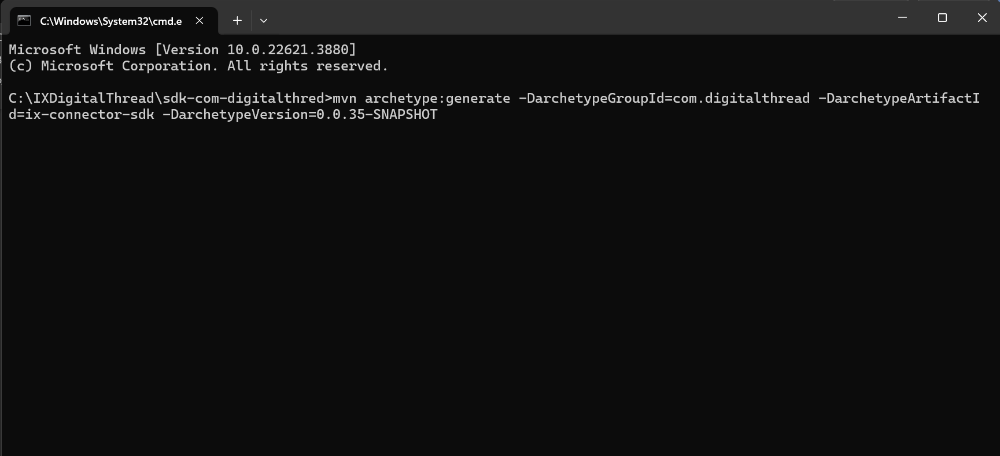 C:\Windows\System32\cmd.e
Microsoft Windows [Version 10.0.22621.3880]
(c) Microsoft Corporation. All rights reserved.
C:\IXDigitalThread\sdk-com-digitalthred>mvn archetype:generate -DarchetypeGroupId=com.digitalthread -DarchetypeArtifactI
d=ix-connector-sdk -DarchetypeVersion=0.0.35-SNAPSHOT